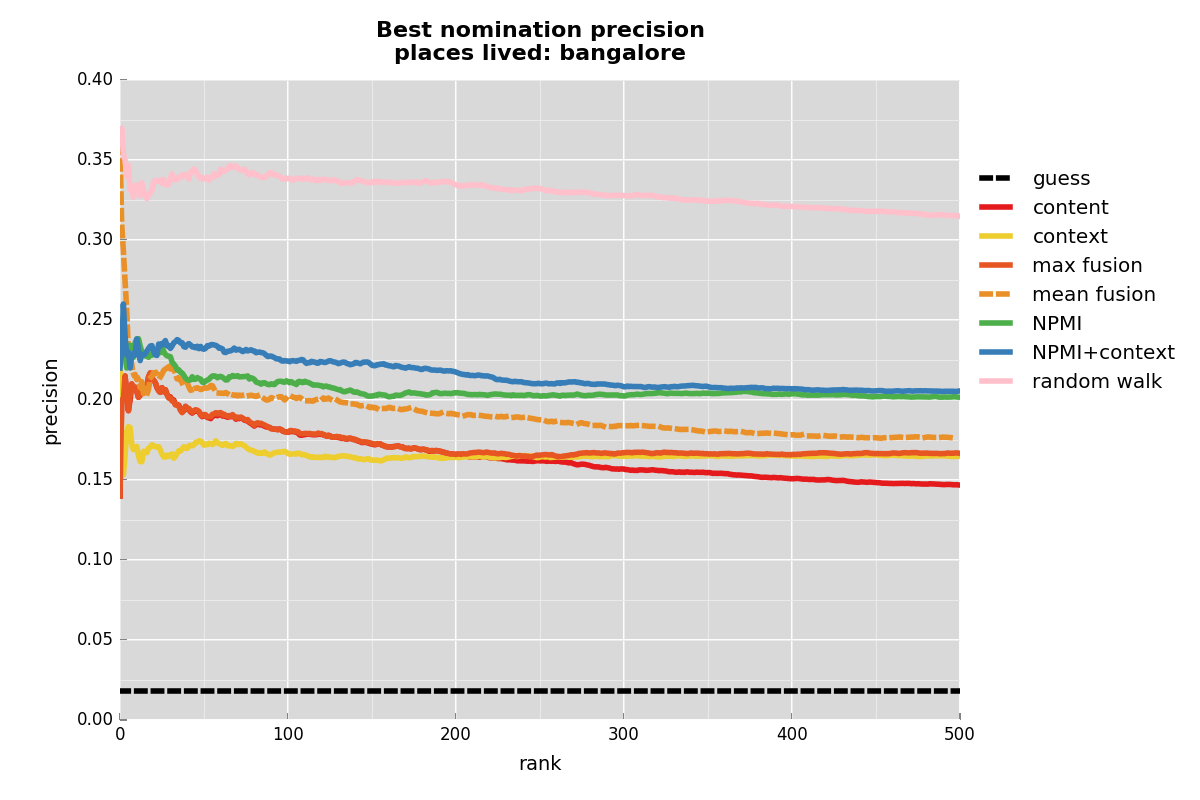 Best nomination precision
places lived: bangalore
precision
0.40
0.35
0.30
0.25
0.20
0.15
0.10
0.05
0.00
0
100
200
300
400
500
rank
guess
content
context
max fusion
mean fusion
NPMI
NPMI+context
random walk